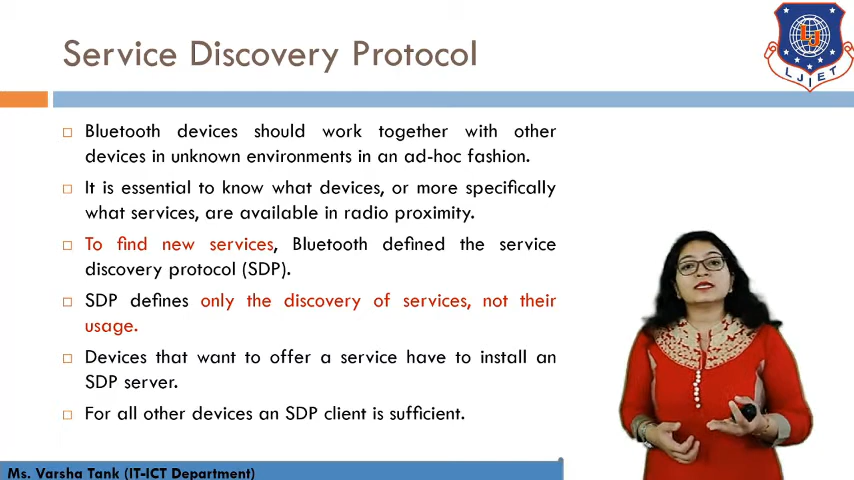 Service Discovery Protocol
LJIET
Bluetooth devices should work together with other
devices in unknown environments in an ad-hoc fashion.
It is essential to know what devices, or more specifically
what services, are available in radio proximity.
To find new services, Bluetooth defined the service
discovery protocol (SDP).
SDP defines only the discovery of services, not their
usage.
Devices that want to offer a service have to install an
SDP server.
For all other devices an SDP client is sufficient.
Ms. Varsha Tank (IT-ICT Department)